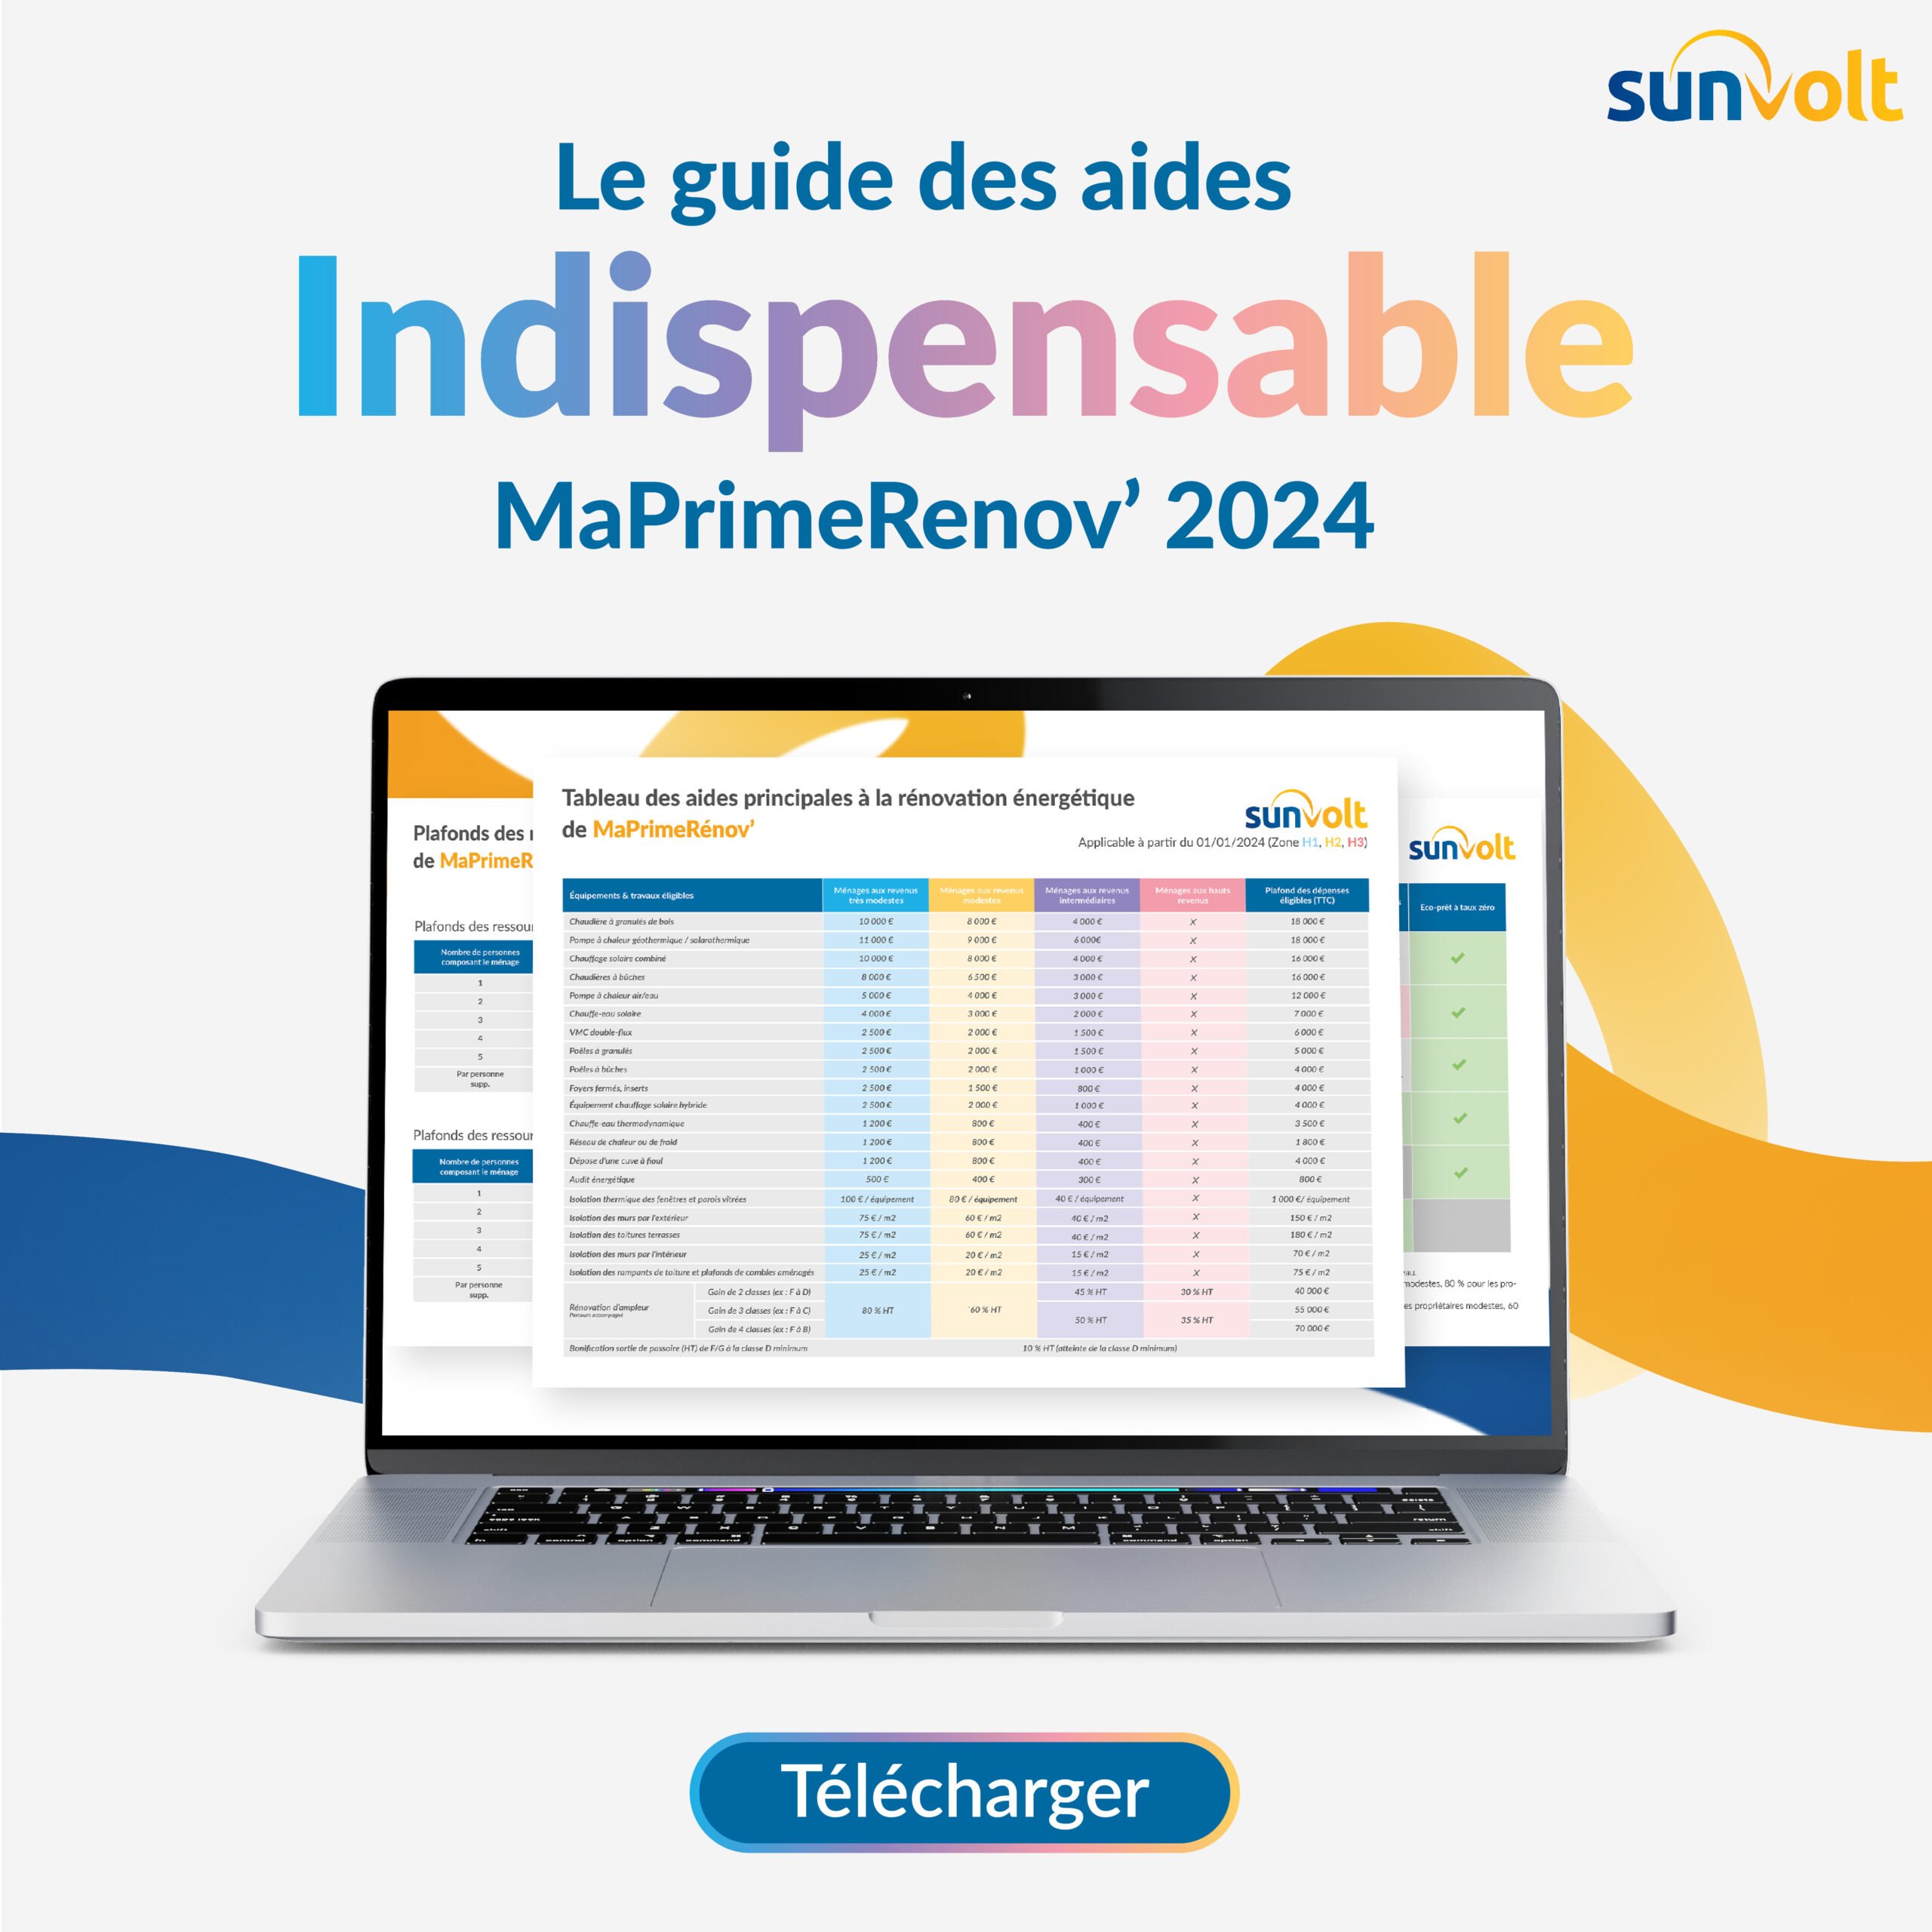 sunvolt
Le guide des aides
Indispensable
MaPrimeRenov’ 2024
Plafonds des
de MaPrimeR
Plafonds des ressour
Nombre de personnes
composant le ménage
1
2
3
4
5
Par personne
supp.
Plafonds des ressour
Nombre de personnes
composant le ménage
1
2
3
4
5
Par personne
supp.
Tableau des aides principales à la rénovation énergétique
de MaPrimeRénov’
sunvolt
Applicable à partir du 01/01/2024 (Zone H1, H2, H3)
Équipements & travaux éligibles Ménages aux revenus très modestes Ménages aux revenus modestes Ménages aux revenus intermédiaires Ménages aux hauts revenus Plafond des dépenses éligibles (TTC)
Chaudière à granulés de bois 10 000 € 8 000 € 4 000 € X 18 000 €
Pompe à chaleur géothermique / solarothermique 11 000 € 9 000 € 6 000€ X 18 000 €
Chauffage solaire combiné 10 000 € 8 000 € 4 000 € X 16 000 €
Chaudières à bûches 8 000 € 6 500 € 3 000 € X 16 000 €
Pompe à chaleur air/eau 5 000 € 4 000 € 3 000 € X 12 000 €
Chauffe-eau solaire 4 000 € 3 000 € 2 000 € X 7 000 €
VMC double-flux 2 500 € 2 000 € 1 500 € X 6 000 €
Poêles à granulés 2 500 € 2 000 € 1 500 € X 5 000 €
Poêles à bûches 2 500 € 2 000 € 1 000 € X 4 000 €
Foyers fermés, inserts 2 500 € 1 500 € 800 € X 4 000 €
Équipement chauffage solaire hybride 2 500 € 2 000 € 1 000 € X 4 000 €
Chauffe-eau thermodynamique 1 200 € 800 € 400 € X 3 500 €
Réseau de chaleur ou de froid 1 200 € 800 € 400 € X 1 800 €
Dépose d'une cuve à fioul 1 200 € 800 € 400 € X 4 000 €
Audit énergétique 500 € 400 € 300 € X 800 €
Isolation thermique des fenêtres et parois vitrées 100 € / équipement 80 € / équipement 40 € / équipement X 1 000 €/ équipement
Isolation des murs par l'extérieur 75 € / m2 60 € / m2 40 € / m2 X 150 € / m2
Isolation des toitures terrasses 75 € / m2 60 € / m2 40 € / m2 X 180 € / m2
Isolation des murs par l'intérieur 25 € / m2 20 € / m2 15 € / m2 X 70 € / m2
Isolation des rampants de toiture et plafonds de combles aménagés 25 € / m2 20 € / m2 15 € / m2 X 75 € / m2
Rénovation d'ampleur
Parcours accompagné
Gain de 2 classes (ex : F à D) 45 % HT 30 % HT 40 000 €
Gain de 3 classes (ex : F à C) 80 % HT 60 % HT 50 % HT 35 % HT 55 000 €
Gain de 4 classes (ex : F à B) 70 000 €
Bonification sortie de passoire (HT) de F/G à la classe D minimum 10 % HT (atteinte de la classe D minimum)
sunvolt
Eco-prêt à taux zéro
modestes, 80 % pour les pro-
es propriétaires modestes, 60
Télécharger